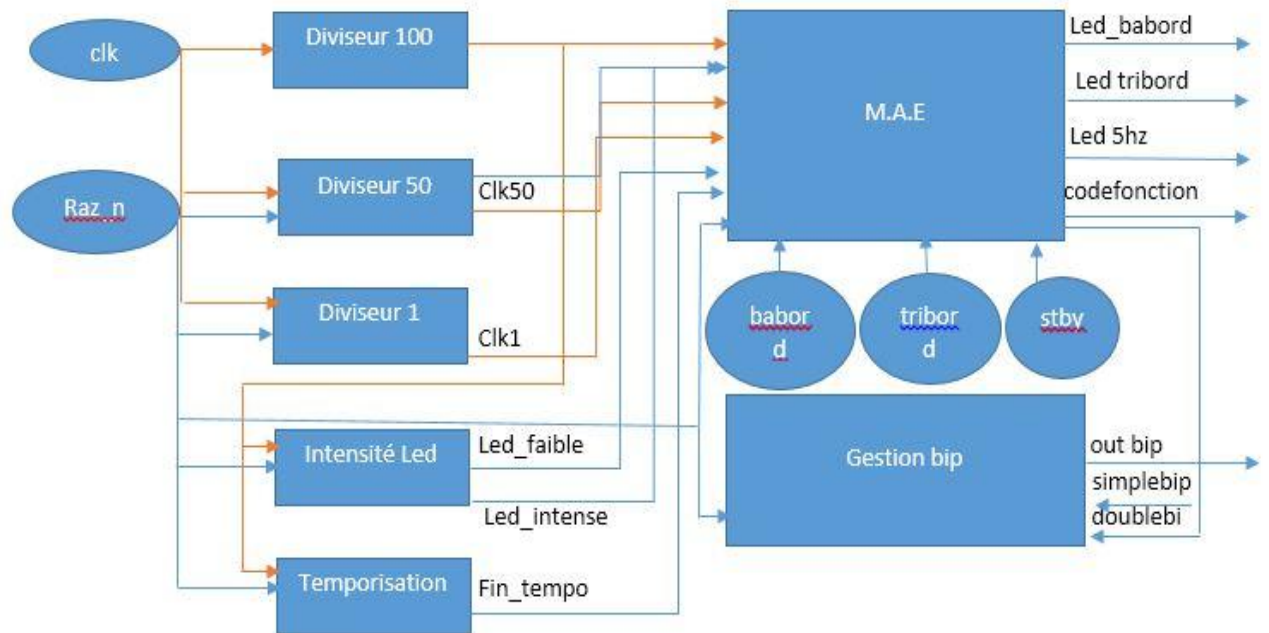 clk
Raz_n
Diviseur 100
Diviseur 50
Clk50
Diviseur 1
Clk1
Intensité Led
Led_faible
Led_intense
Temporisation
Fin_tempo
M.A.E
Led_babord
Led tribord
Led 5hz
codefonction
babor
d
tribor
d
stby
Gestion bip
out bip
simplebip
doublebi